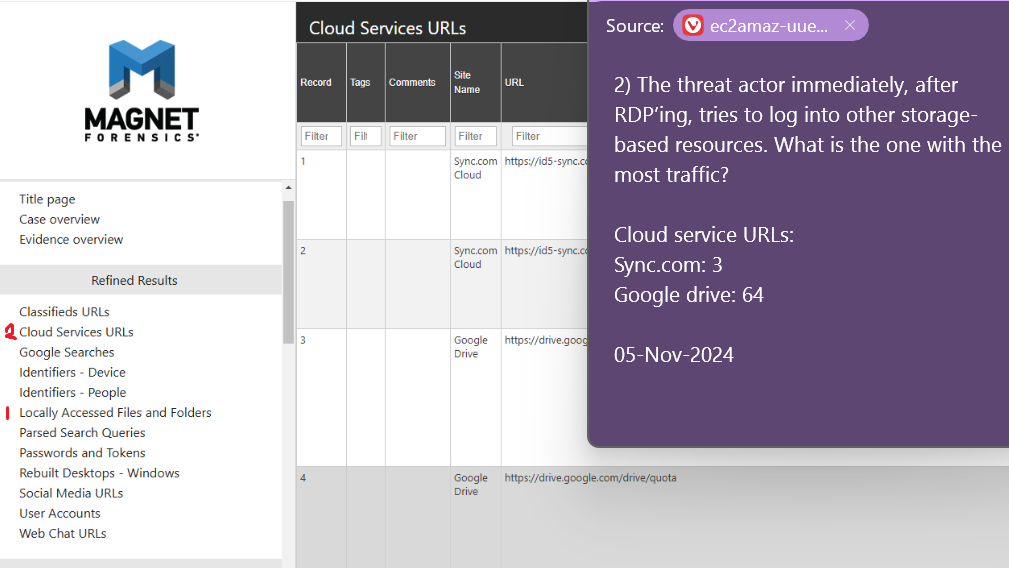 MAGNET
FORENSICS
Title page
Case overview
Evidence overview
Refined Results
Classifieds URLs
Cloud Services URLs
Google Searches
Identifiers - Device
Identifiers - People
Locally Accessed Files and Folders
Parsed Search Queries
Passwords and Tokens
Rebuilt Desktops - Windows
Social Media URLs
User Accounts
Web Chat URLs
Cloud Services URLs
Record Tags Comments Site Name URL
Filter Filt Filter Filter Filter
1 Sync.com Cloud https://id5-sync.co
2 Sync.com Cloud https://id5-sync.co
3 Google Drive https://drive.goog
4 Google Drive https://drive.google.com/drive/quota
Source: ec2amaz-uue...
2) The threat actor immediately, after
RDP’ing, tries to log into other storage-
based resources. What is the one with the
most traffic?
Cloud service URLs:
Sync.com: 3
Google drive: 64
05-Nov-2024